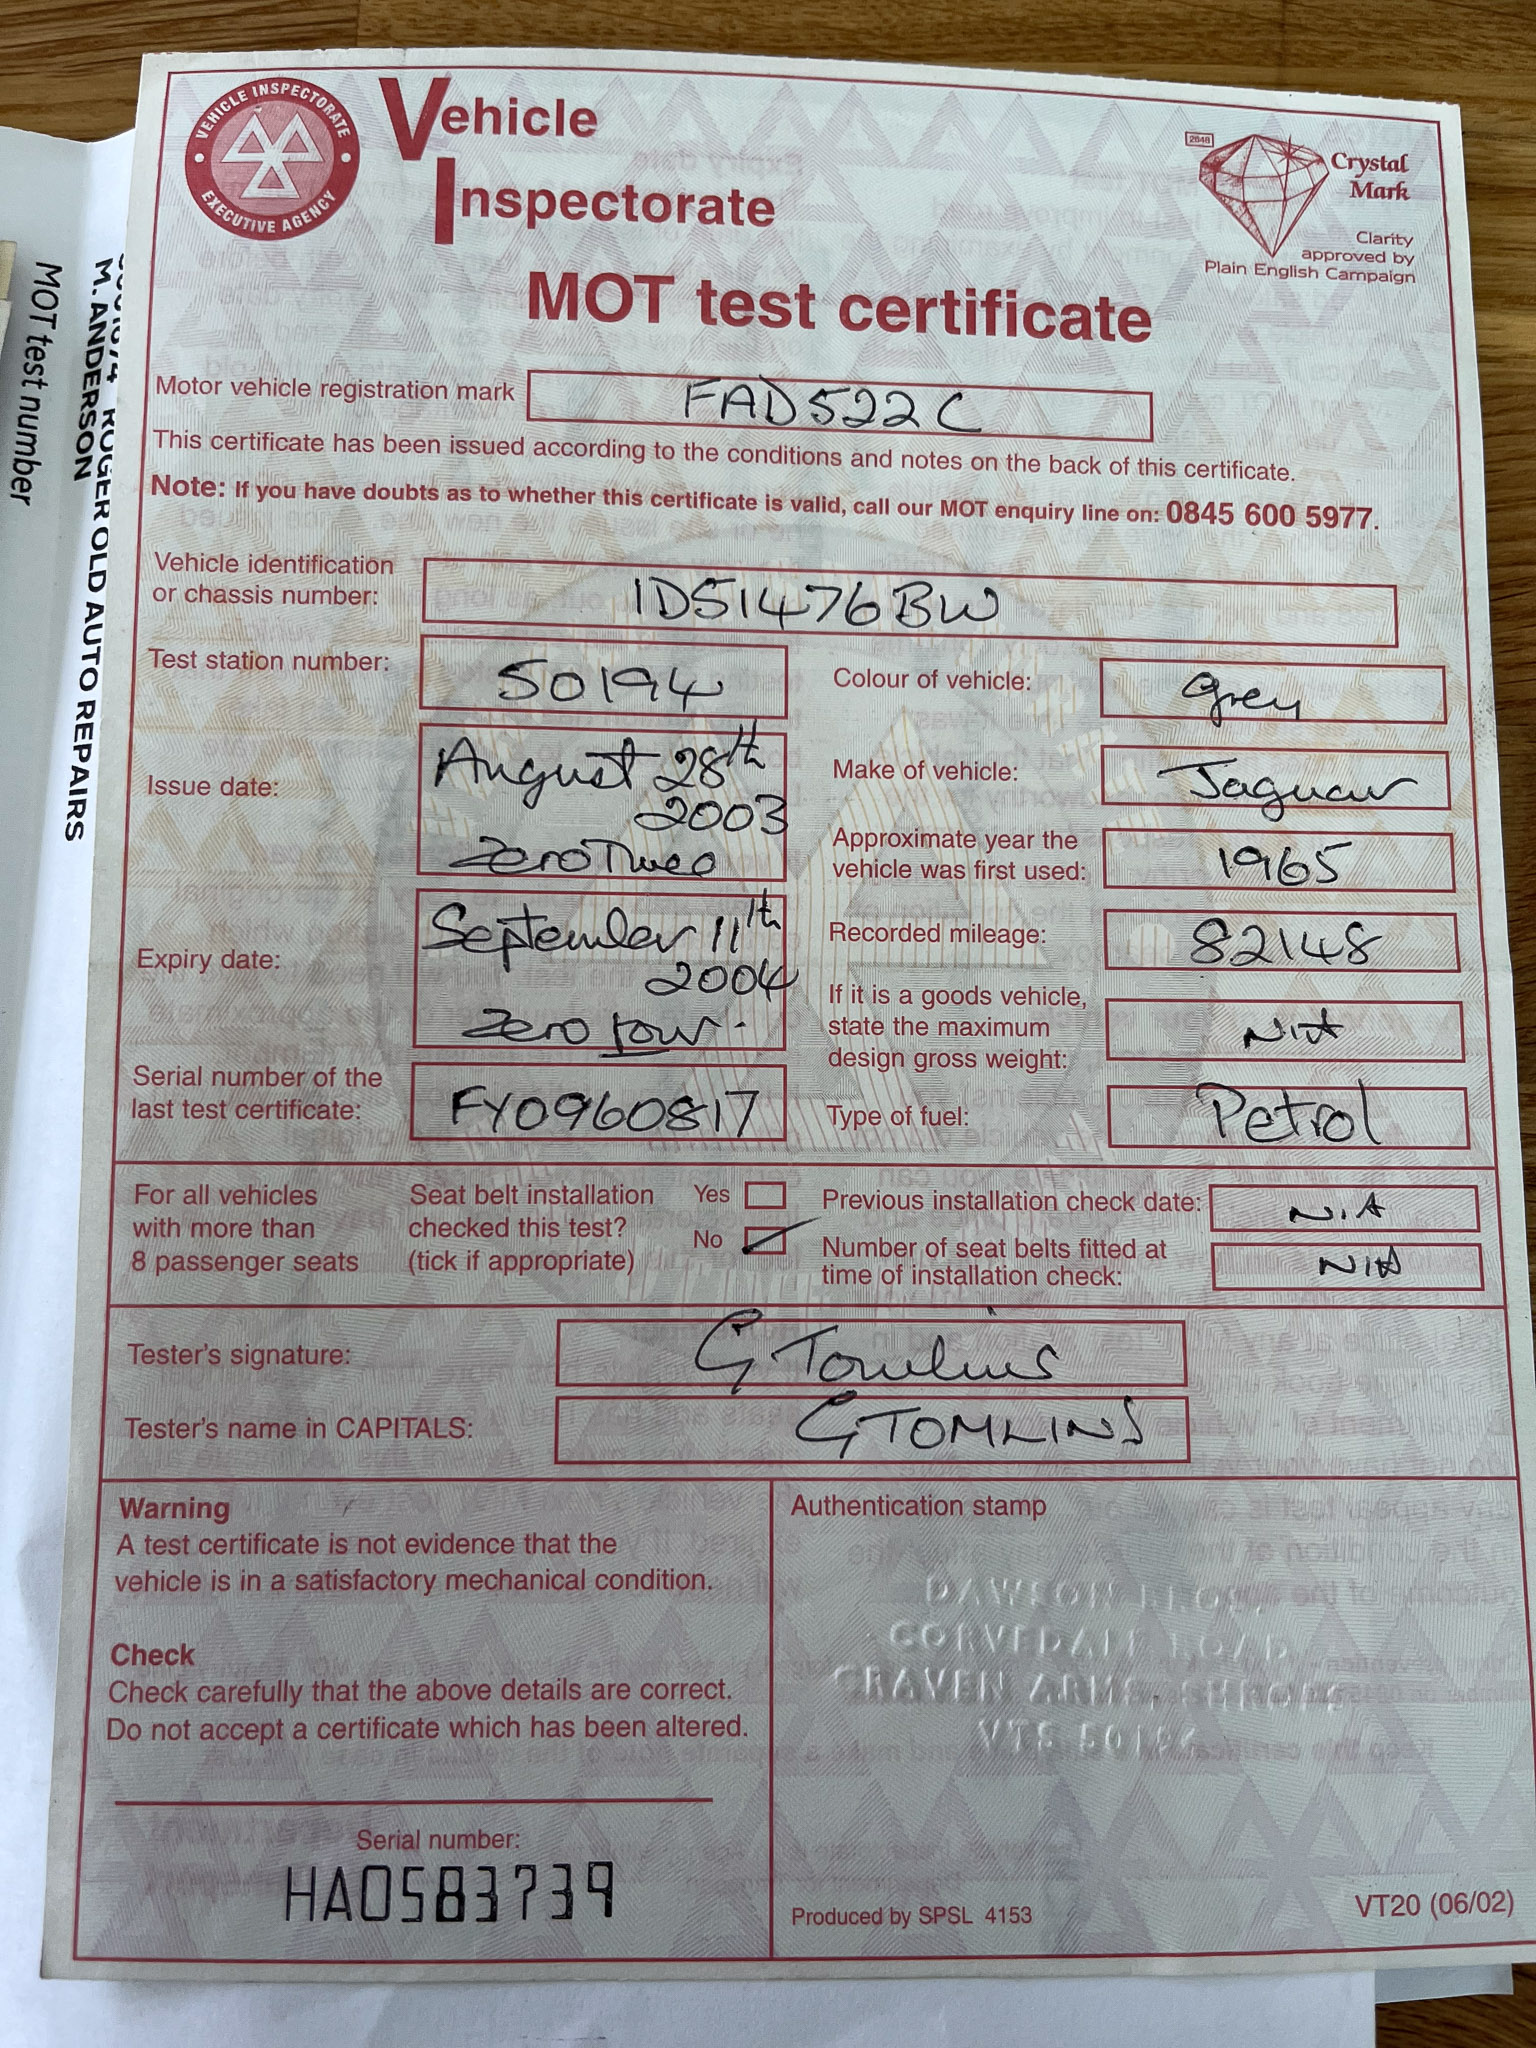 VEHICLE INSPECTORATE
EXECUTIVE AGENCY
Vehicle
Inspectorate
2648
Crystal
Mark
Clarity
approved by
Plain English Campaign
MOT test certificate
Motor vehicle registration mark FAD522C
This certificate has been issued according to the conditions and notes on the back of this certificate.
Note: If you have doubts as to whether this certificate is valid, call our MOT enquiry line on: 0845 600 5977.
Vehicle identification
or chassis number: 1D51476BW
Test station number: 50194
Colour of vehicle: Grey
Issue date: August 28th
2003
Zero Three
Make of vehicle: Jaguar
Approximate year the
vehicle was first used: 1965
Expiry date: September 11th
2004
Zero four.
Recorded mileage: 82148
If it is a goods vehicle,
state the maximum
design gross weight: N/A
Serial number of the
last test certificate: FY0960817
Type of fuel: Petrol
For all vehicles
with more than
8 passenger seats
Seat belt installation
checked this test?
(tick if appropriate)
Yes
No
Previous installation check date: N/A
Number of seat belts fitted at
time of installation check: N/A
Tester's signature: G Tomlins
Tester's name in CAPITALS: G TOMLINS
Warning
A test certificate is not evidence that the
vehicle is in a satisfactory mechanical condition.
Check
Check carefully that the above details are correct.
Do not accept a certificate which has been altered.
Serial number:
HA0583739
Authentication stamp
DAWSON
CORVEDALE ROAD
CRAVEN ARMS,
VTS 50194
Produced by SPSL 4153
VT20 (06/02)
ROGER OLD AUTO REPAIRS
M. ANDERSON
MOT test number